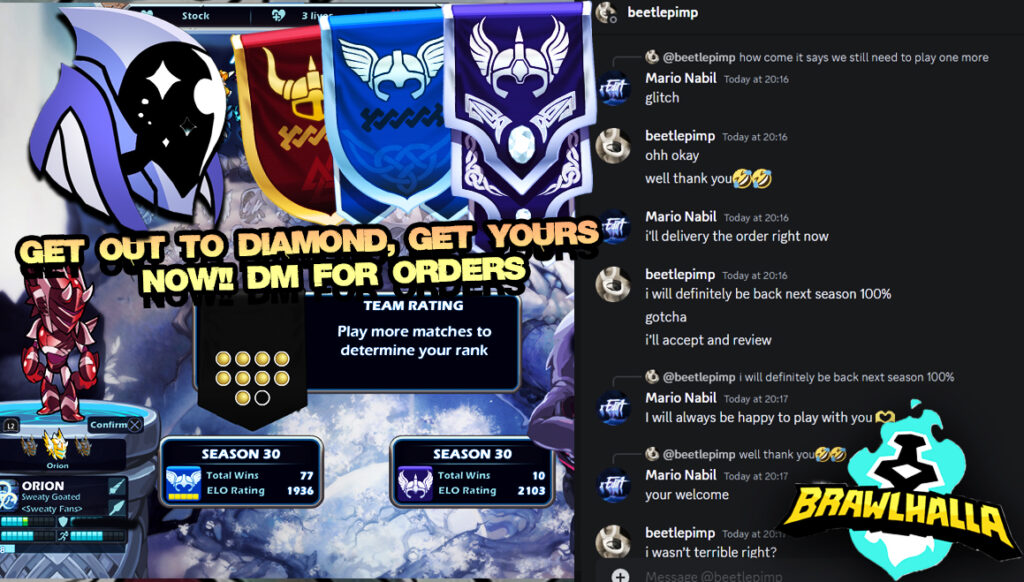 Stock
3 lives
GET OUT TO DIAMOND, GET YOURS
NOW!! DM FOR ORDERS
TEAM RATING
Play more matches to
determine your rank
L2
Confirm
Orion
ORION
Sweaty Goated
<Sweaty Fans>
SEASON 30
Total Wins 77
ELO Rating 1936
SEASON 30
Total Wins 10
ELO Rating 2103
beetlepimp
@beetlepimp how come it says we still need to play one more
Mario Nabil Today at 20:16
glitch
beetlepimp Today at 20:16
ohh okay
well thank you🤣🤣
Mario Nabil Today at 20:16
i'll delivery the order right now
beetlepimp Today at 20:16
i will definitely be back next season 100%
gotcha
i'll accept and review
@beetlepimp i will definitely be back next season 100%
Mario Nabil Today at 20:17
I will always be happy to play with you 🫶
@beetlepimp well thank you🤣🤣
Mario Nabil Today at 20:17
your welcome
beetlepimp Today at 20:17
i wasn't terrible right?
Message @beetlepimp
BRAWLHALLA